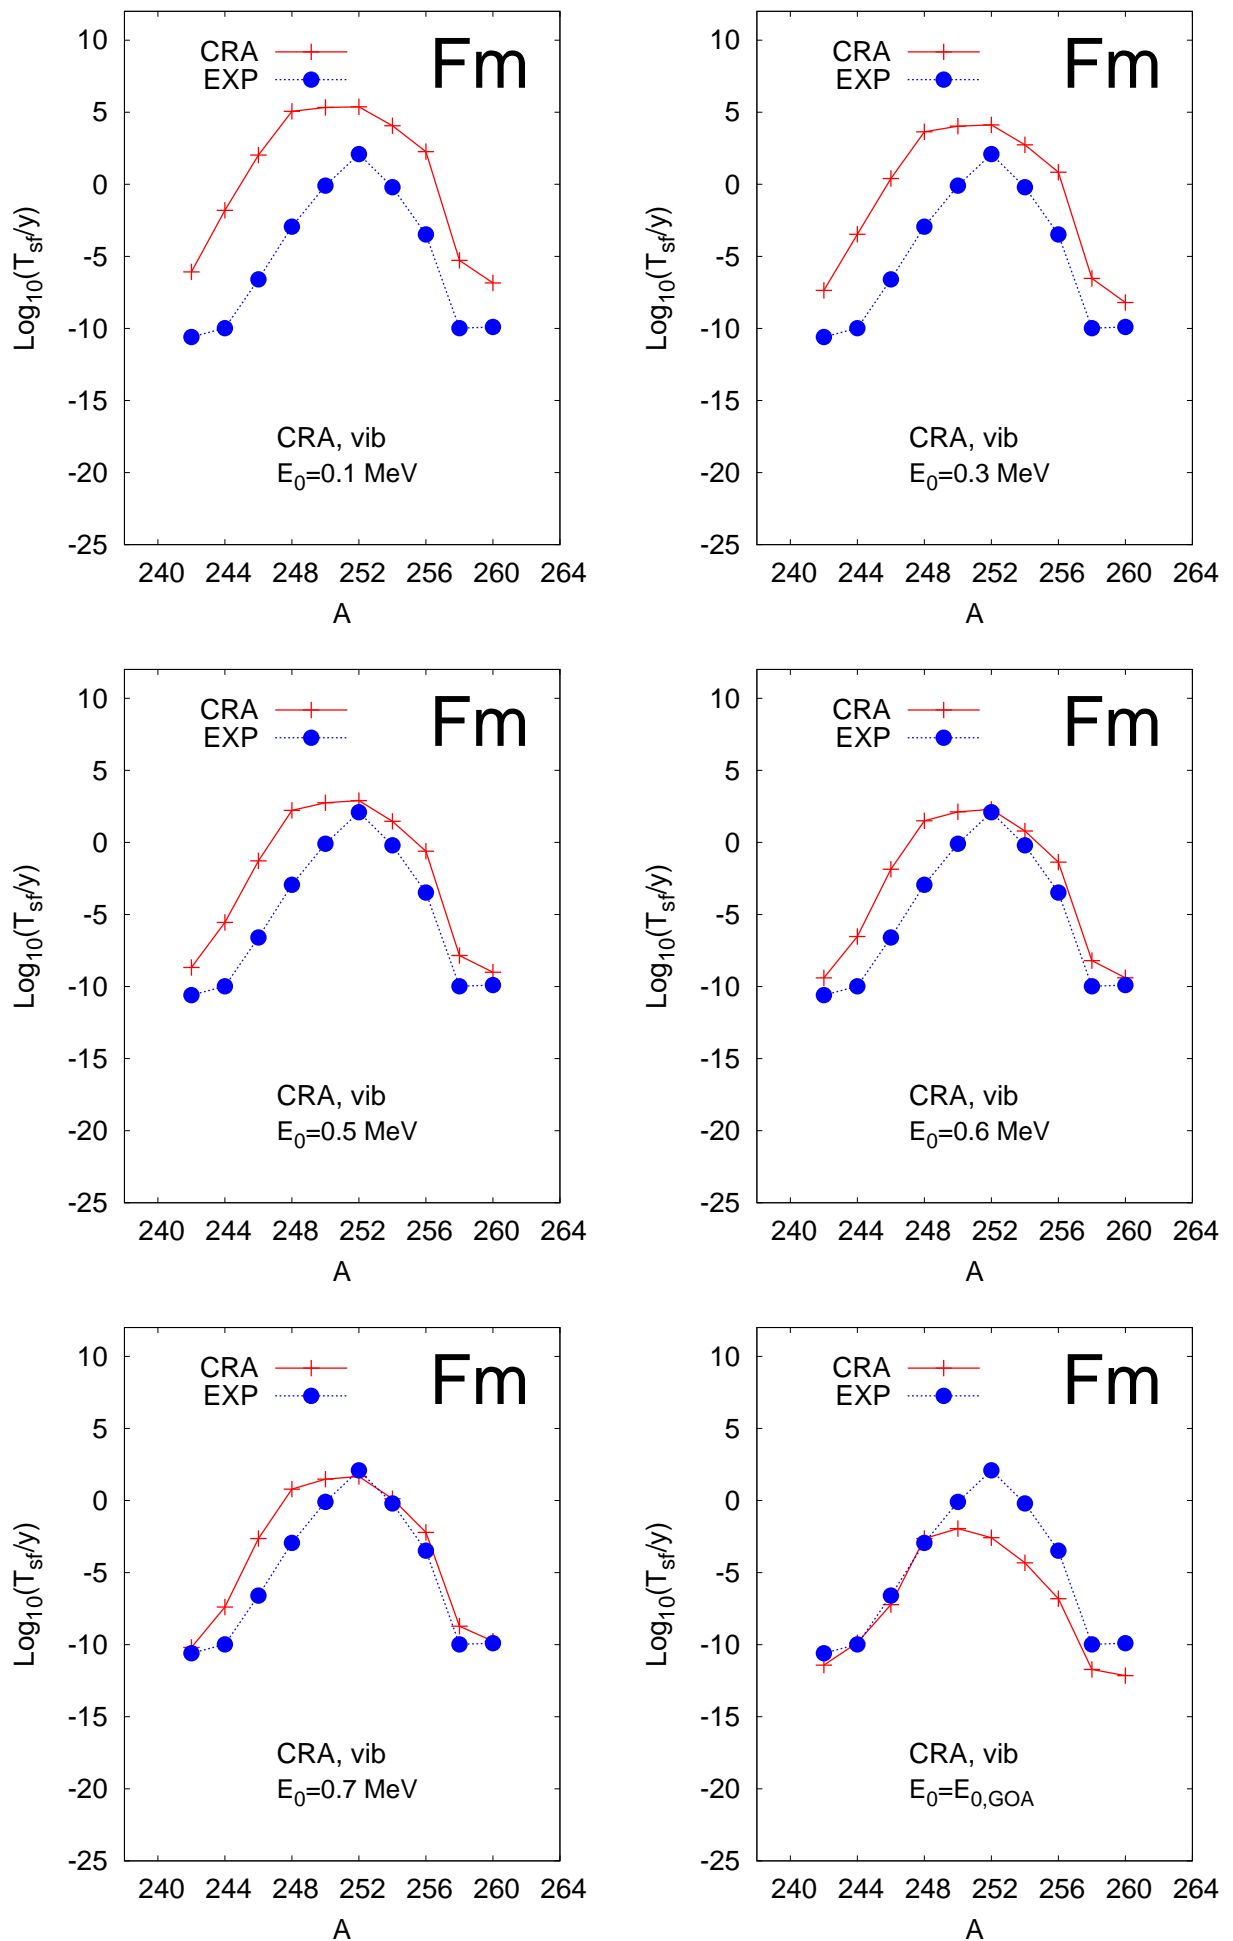 10
5
0
-5
-10
-15
-20
-25
240 244 248 252 256 260 264
A
Log10(Tsf/y)
CRA
EXP
Fm
CRA, vib
E0=0.1 MeV
10
5
0
-5
-10
-15
-20
-25
240 244 248 252 256 260 264
A
Log10(Tsf/y)
CRA
EXP
Fm
CRA, vib
E0=0.3 MeV
10
5
0
-5
-10
-15
-20
-25
240 244 248 252 256 260 264
A
Log10(Tsf/y)
CRA
EXP
Fm
CRA, vib
E0=0.5 MeV
10
5
0
-5
-10
-15
-20
-25
240 244 248 252 256 260 264
A
Log10(Tsf/y)
CRA
EXP
Fm
CRA, vib
E0=0.6 MeV
10
5
0
-5
-10
-15
-20
-25
240 244 248 252 256 260 264
A
Log10(Tsf/y)
CRA
EXP
Fm
CRA, vib
E0=0.7 MeV
10
5
0
-5
-10
-15
-20
-25
240 244 248 252 256 260 264
A
Log10(Tsf/y)
CRA
EXP
Fm
CRA, vib
E0=E0,GOA